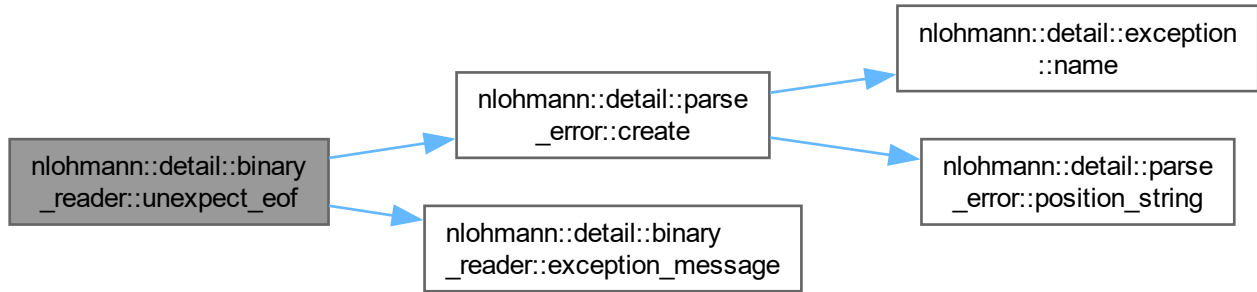 nlohmann::detail::binary
_reader::unexpect_eof
nlohmann::detail::parse
_error::create
nlohmann::detail::exception
::name
nlohmann::detail::parse
_error::position_string
nlohmann::detail::binary
_reader::exception_message